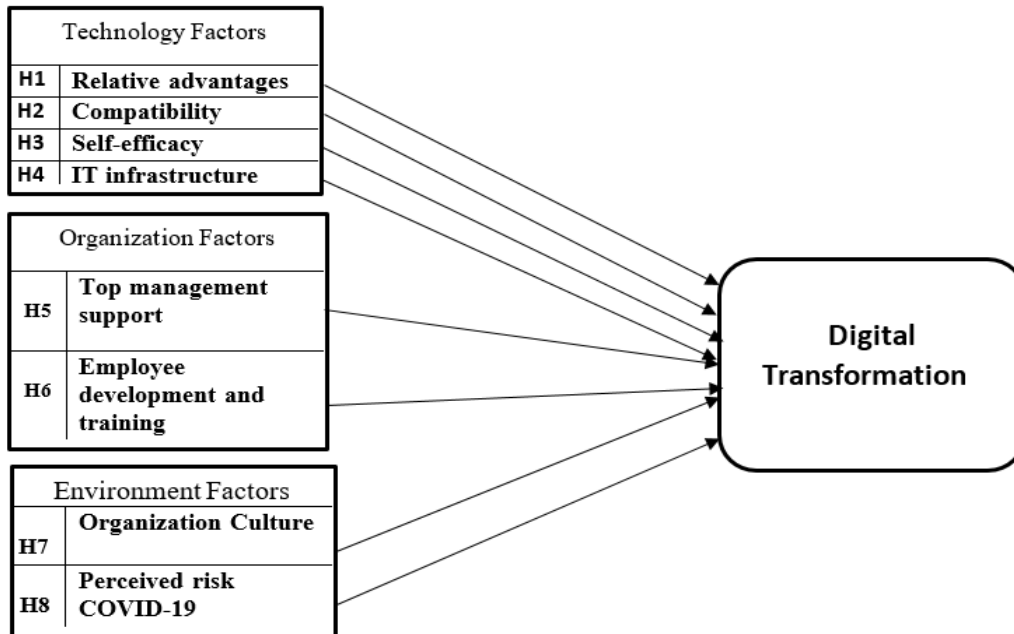 Technology Factors
H1 Relative advantages
H2 Compatibility
H3 Self-efficacy
H4 IT infrastructure
Organization Factors
H5 Top management
support
H6 Employee
development and
training
Environment Factors
H7 Organization Culture
H8 Perceived risk
COVID-19
Digital
Transformation